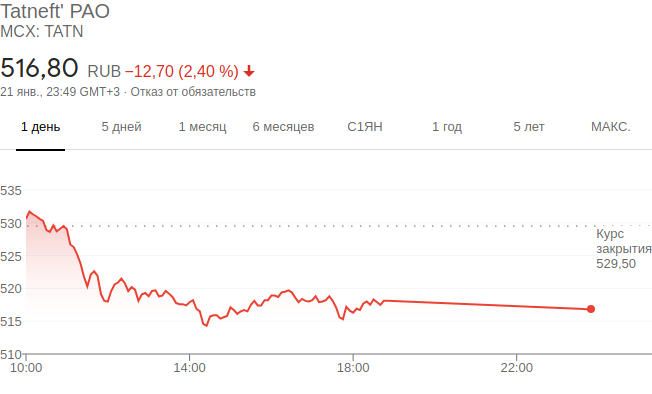 Tatneft' PAO
MCX: TATN
516,80 RUB −12,70 (2,40 %)
21 янв., 23:49 GMT+3 · Отказ от обязательств
1 день 5 дней 1 месяц 6 месяцев С1ЯН 1 год 5 лет МАКС.
535
530
Курс
закрытия
529,50
525
520
515
510
10:00 14:00 18:00 22:00